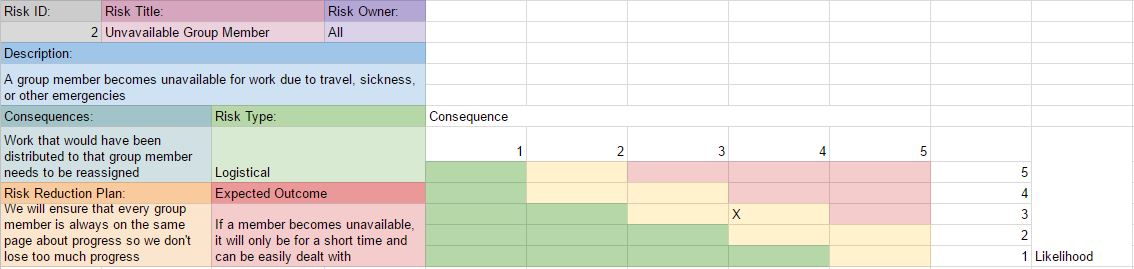 Risk ID: Risk Title: Risk Owner:
2 Unvavailable Group Member All
Description:
A group member becomes unavailable for work due to travel, sickness,
or other emergencies
Consequences: Risk Type: Consequence
Work that would have been
distributed to that group member
needs to be reassigned
Logistical
1 2 3 4 5
5
Risk Reduction Plan: Expected Outcome 4
We will ensure that every group
member is always on the same
page about progress so we don't
lose too much progress
If a member becomes unavailable,
it will only be for a short time and
can be easily dealt with
X 3
2
1 Likelihood